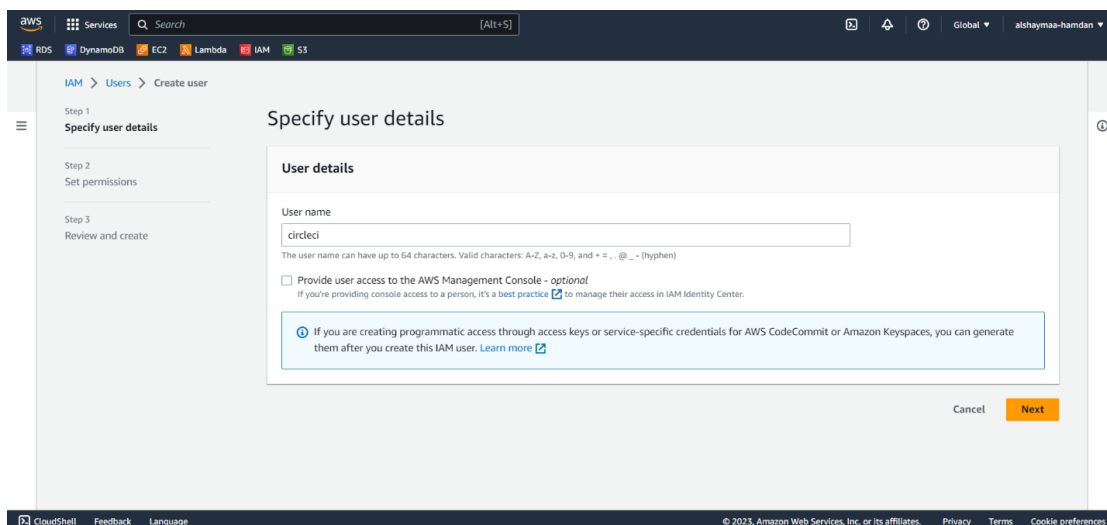 aws
Services
Search
[Alt+S]
Global
alshaymaa-hamdan
RDS
DynamoDB
EC2
Lambda
IAM
S3
IAM > Users > Create user
Step 1
Specify user details
Step 2
Set permissions
Step 3
Review and create
Specify user details
User details
User name
circleci
The user name can have up to 64 characters. Valid characters: A-Z, a-z, 0-9, and + = , . @ _ - (hyphen)
Provide user access to the AWS Management Console - optional
If you're providing console access to a person, it's a best practice to manage their access in IAM Identity Center.
If you are creating programmatic access through access keys or service-specific credentials for AWS CodeCommit or Amazon Keyspaces, you can generate
them after you create this IAM user. Learn more
Cancel
Next
CloudShell
Feedback
Language
© 2023, Amazon Web Services, Inc. or its affiliates.
Privacy
Terms
Cookie preferences